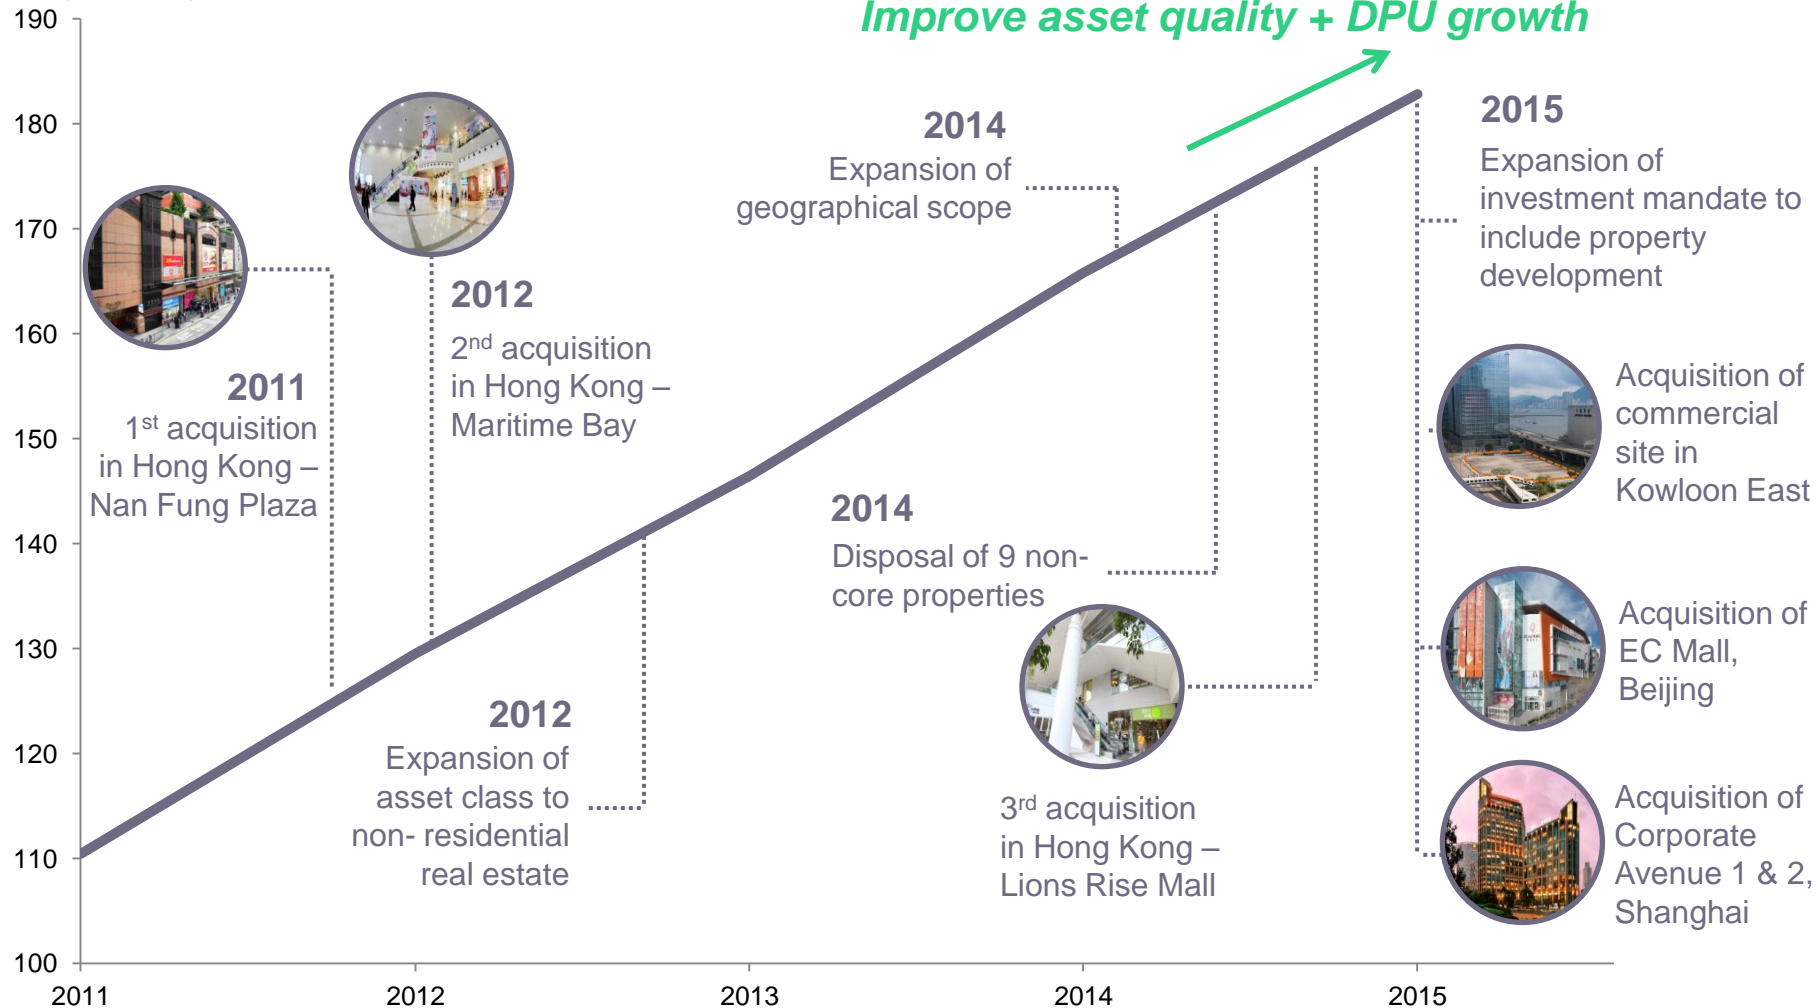 Improve asset quality + DPU growth
190
180
170
160
150
140
130
120
110
100
2011
2012
2013
2014
2015
2011
1st acquisition
in Hong Kong –
Nan Fung Plaza
2012
2nd acquisition
in Hong Kong –
Maritime Bay
2012
Expansion of
asset class to
non- residential
real estate
2014
Expansion of
geographical scope
2014
Disposal of 9 non-
core properties
3rd acquisition
in Hong Kong –
Lions Rise Mall
2015
Expansion of
investment mandate to
include property
development
Acquisition of
commercial
site in
Kowloon East
Acquisition of
EC Mall,
Beijing
Acquisition of
Corporate
Avenue 1 & 2,
Shanghai